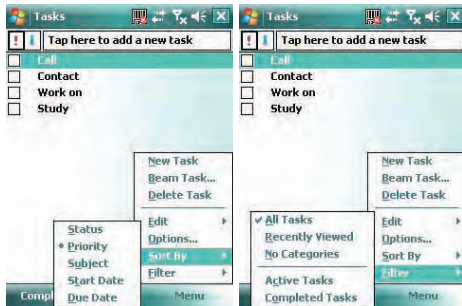 Tasks
Tap here to add a new task
Call
Contact
Work on
Study
New Task
Beam Task...
Delete Task
Edit
Options...
Sort By
Filter
Status
Priority
Subject
Start Date
Due Date
Compl
Menu
Tasks
Tap here to add a new task
Call
Contact
Work on
Study
New Task
Beam Task...
Delete Task
Edit
Options...
Sort By
Filter
All Tasks
Recently Viewed
No Categories
Active Tasks
Completed Tasks
Menu